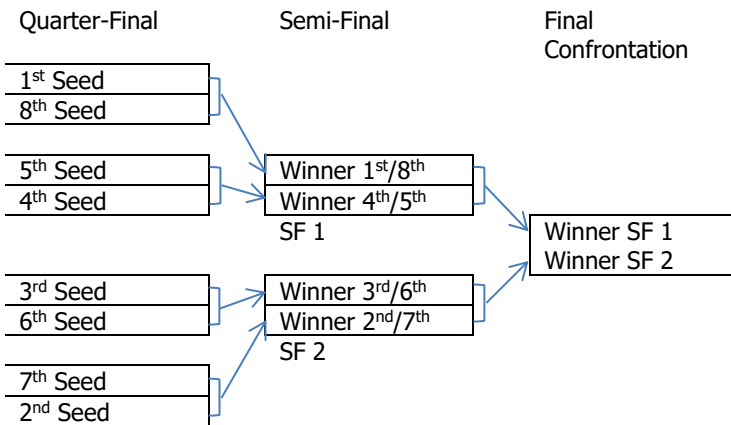 Quarter-Final
Semi-Final
Final
Confrontation
1st Seed
8th Seed
5th Seed
4th Seed
Winner 1st/8th
Winner 4th/5th
SF 1
Winner SF 1
Winner SF 2
3rd Seed
6th Seed
Winner 3rd/6th
Winner 2nd/7th
SF 2
7th Seed
2nd Seed